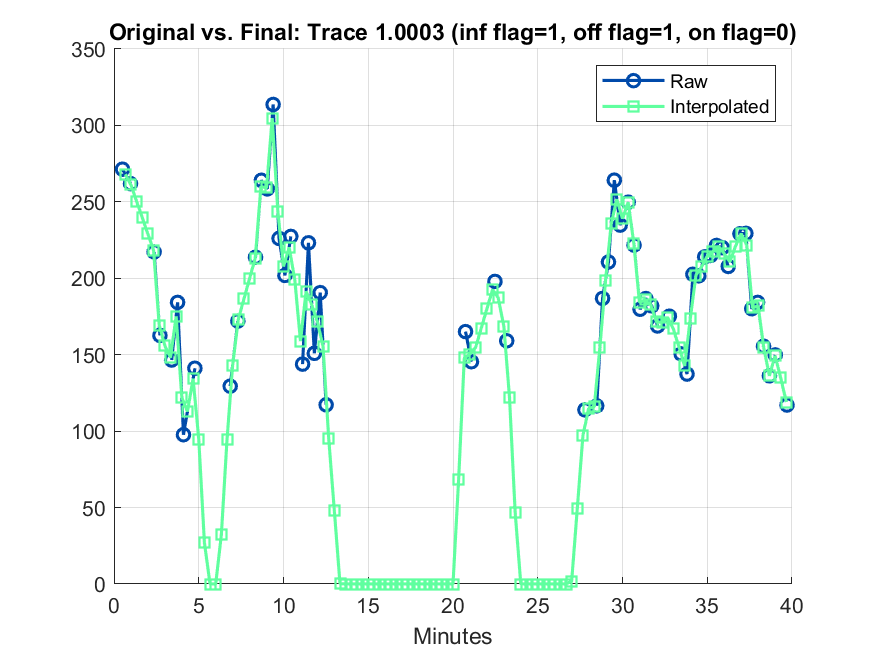 Original vs. Final: Trace 1.0003 (inf flag=1, off flag=1, on flag=0)
350
300
250
200
150
100
50
0
Raw
Interpolated
0 5 10 15 20 25 30 35 40
Minutes